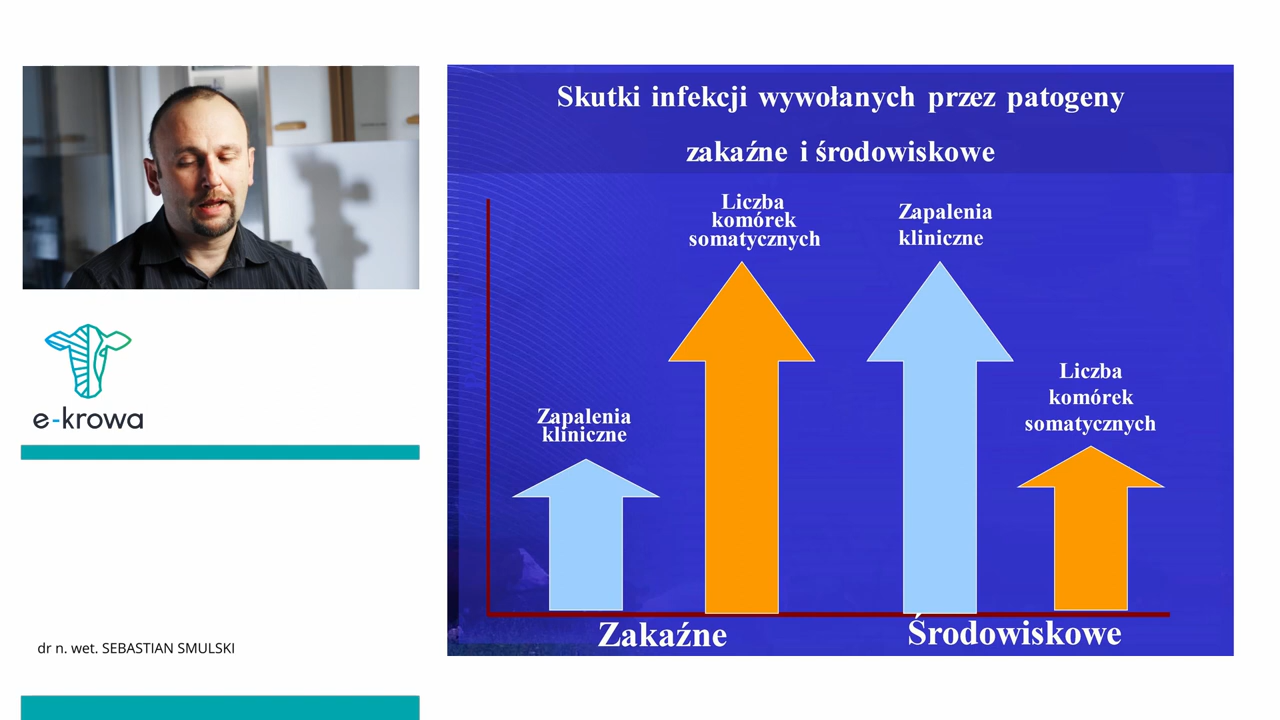 e-krowa
dr n. wet. SEBASTIAN SMULSKI
Skutki infekcji wywołanych przez patogeny
zakaźne i środowiskowe
Liczba
komórek
somatycznych
Zapalenia
kliniczne
Liczba
komórek
somatycznych
Zapalenia
kliniczne
Zakaźne
Środowiskowe